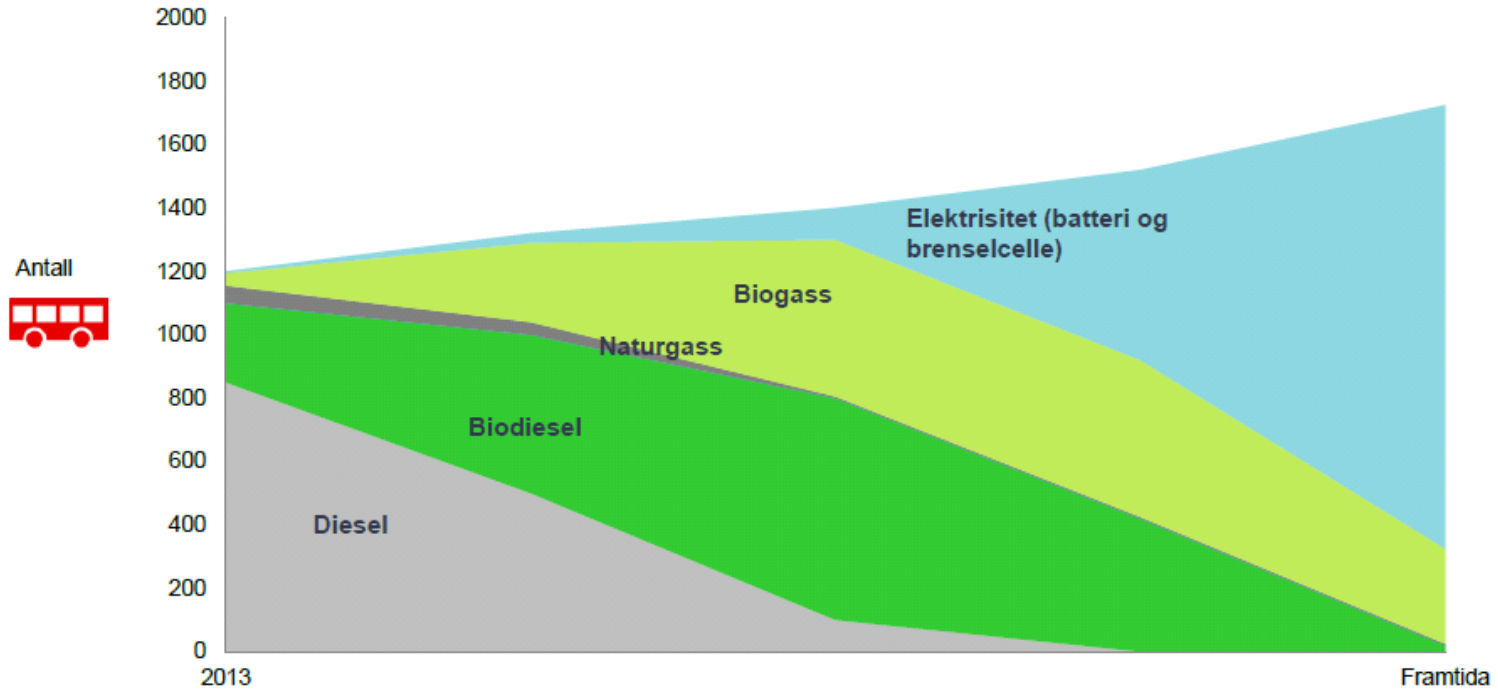 2000
1800
1600
1400
1200
1000
800
600
400
200
0
Antall
Elektrisitet (batteri og
brenselcelle)
Biogass
Naturgass
Biodiesel
Diesel
2013
Framtida